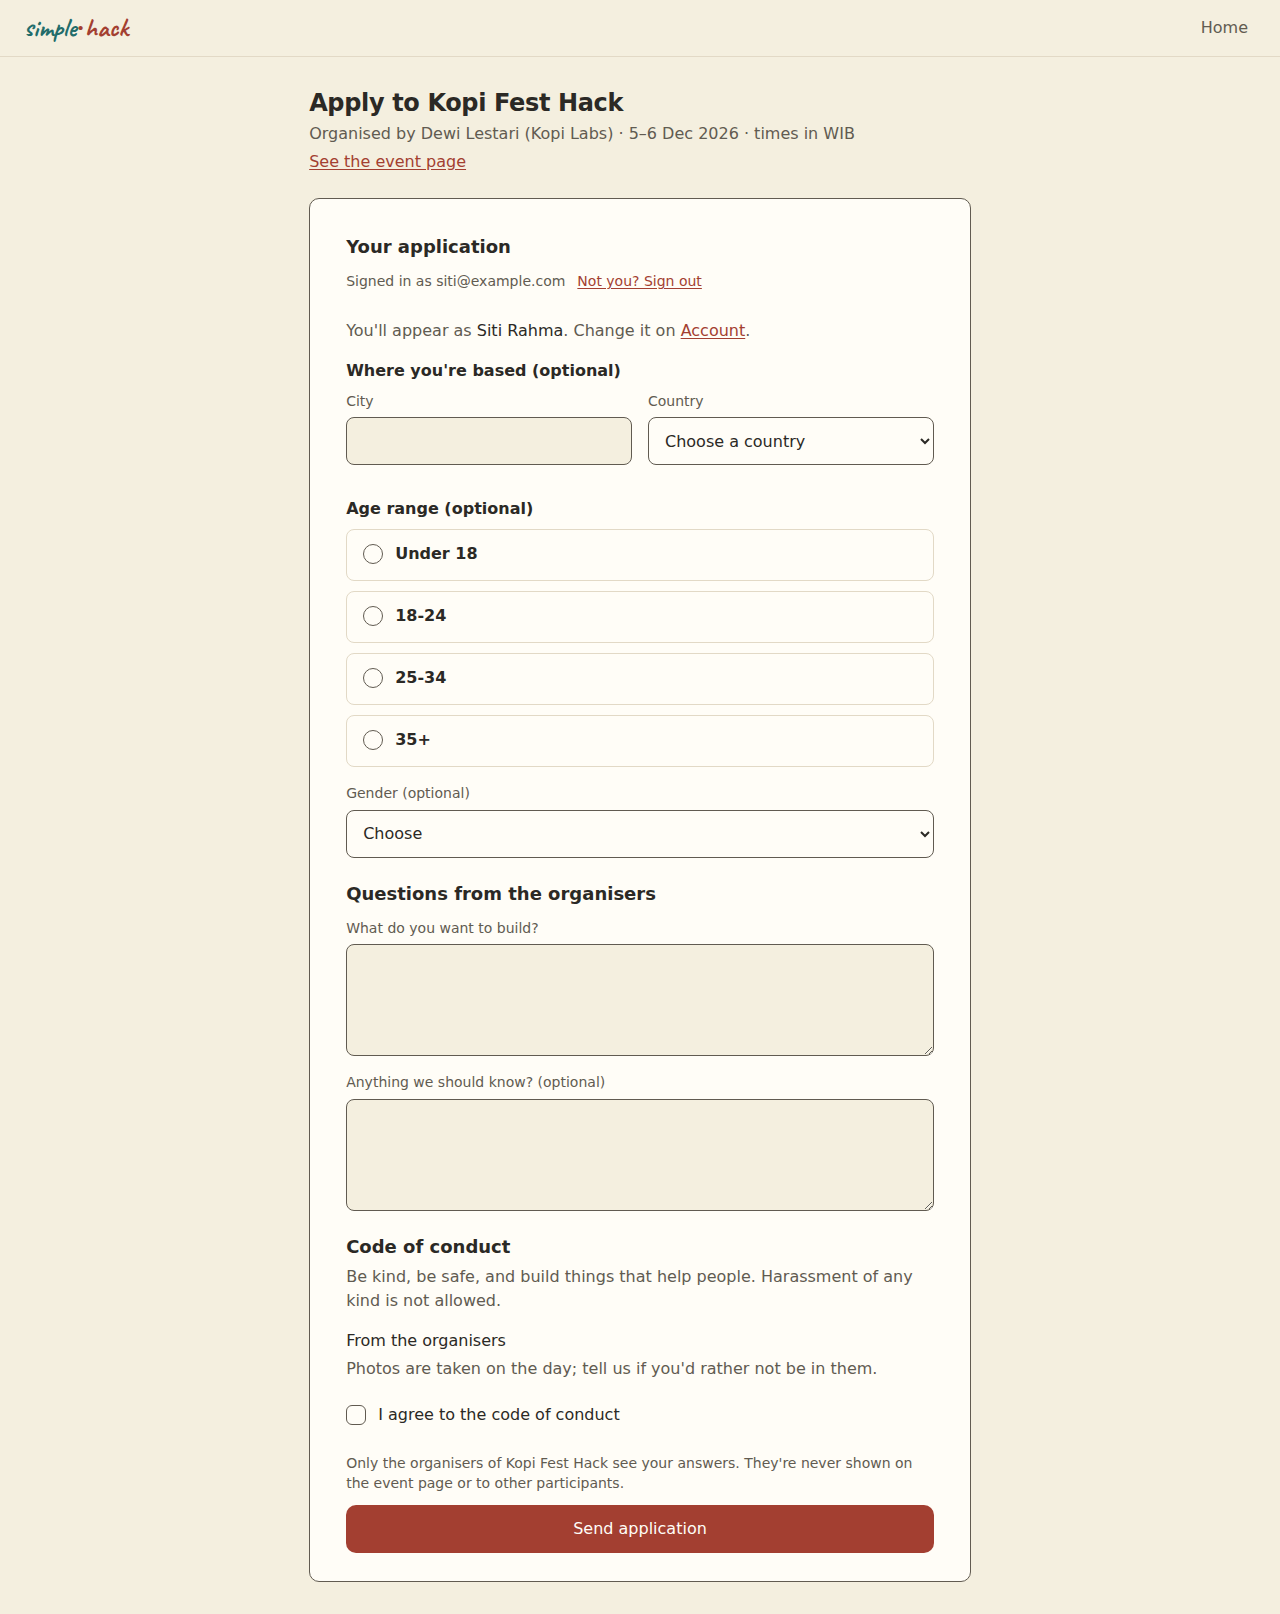 simple·hack
Home
Apply to Kopi Fest Hack
Organised by Dewi Lestari (Kopi Labs) · 5–6 Dec 2026 · times in WIB
See the event page
Your application
Signed in as siti@example.com Not you? Sign out
You'll appear as Siti Rahma. Change it on Account.
Where you're based (optional)
City
Country
Choose a country
Age range (optional)
Under 18
18-24
25-34
35+
Gender (optional)
Choose
Questions from the organisers
What do you want to build?
Anything we should know? (optional)
Code of conduct
Be kind, be safe, and build things that help people. Harassment of any
kind is not allowed.
From the organisers
Photos are taken on the day; tell us if you'd rather not be in them.
I agree to the code of conduct
Only the organisers of Kopi Fest Hack see your answers. They're never shown on
the event page or to other participants.
Send application